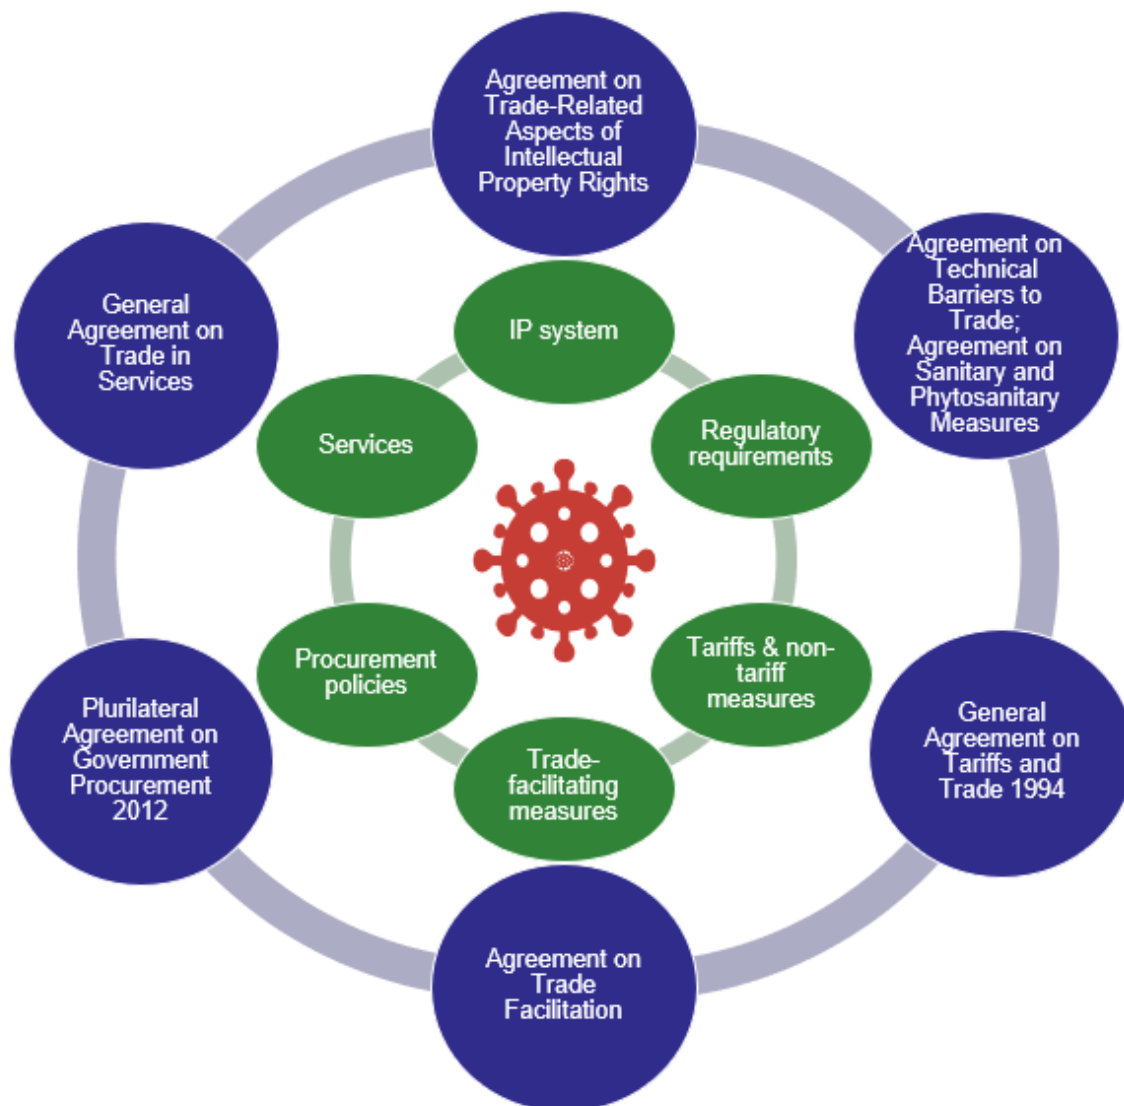 Agreement on
Trade-Related
Aspects of
Intellectual
Property Rights
Agreement on
Technical
Barriers to
Trade;
Agreement on
Sanitary and
Phytosanitary
Measures
General
Agreement on
Trade in
Services
IP system
Services
Regulatory
requirements
Procurement
policies
Tariffs & non-
tariff
measures
Trade-
facilitating
measures
Plurilateral
Agreement on
Government
Procurement
2012
General
Agreement on
Tariffs and
Trade 1994
Agreement on
Trade
Facilitation